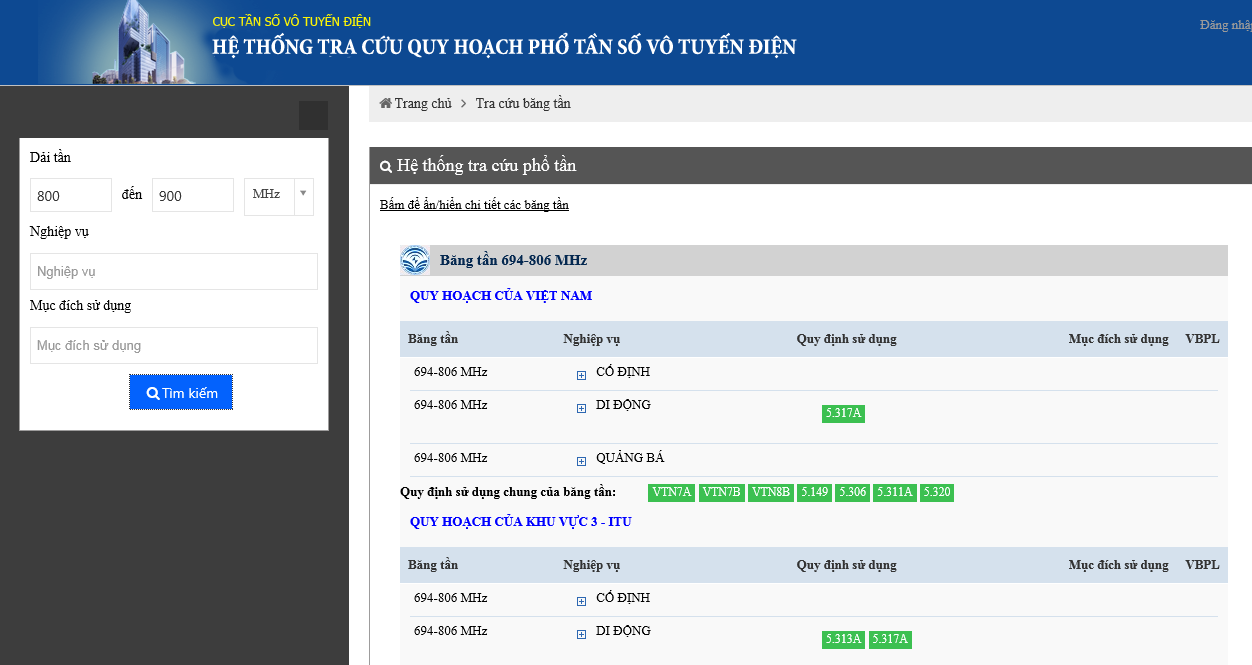 CỤC TẦN SỐ VÔ TUYẾN ĐIỆN
HỆ THỐNG TRA CỨU QUY HOẠCH PHỔ TẦN SỐ VÔ TUYẾN ĐIỆN
Đăng nhập
Trang chủ > Tra cứu băng tần
Dải tần
800 đến 900 MHz
Nghiệp vụ
Nghiệp vụ
Mục đích sử dụng
Mục đích sử dụng
Tìm kiếm
Hệ thống tra cứu phổ tần
Bấm để ẩn/hiển chi tiết các băng tần
Băng tần 694-806 MHz
QUY HOẠCH CỦA VIỆT NAM
Băng tần Nghiệp vụ Quy định sử dụng Mục đích sử dụng VBPL
694-806 MHz CỐ ĐỊNH
694-806 MHz DI ĐỘNG 5.317A
694-806 MHz QUẢNG BÁ
Quy định sử dụng chung của băng tần: VTN7A VTN7B VTN8B 5.149 5.306 5.311A 5.320
QUY HOẠCH CỦA KHU VỰC 3 - ITU
Băng tần Nghiệp vụ Quy định sử dụng Mục đích sử dụng VBPL
694-806 MHz CỐ ĐỊNH
694-806 MHz DI ĐỘNG 5.313A 5.317A